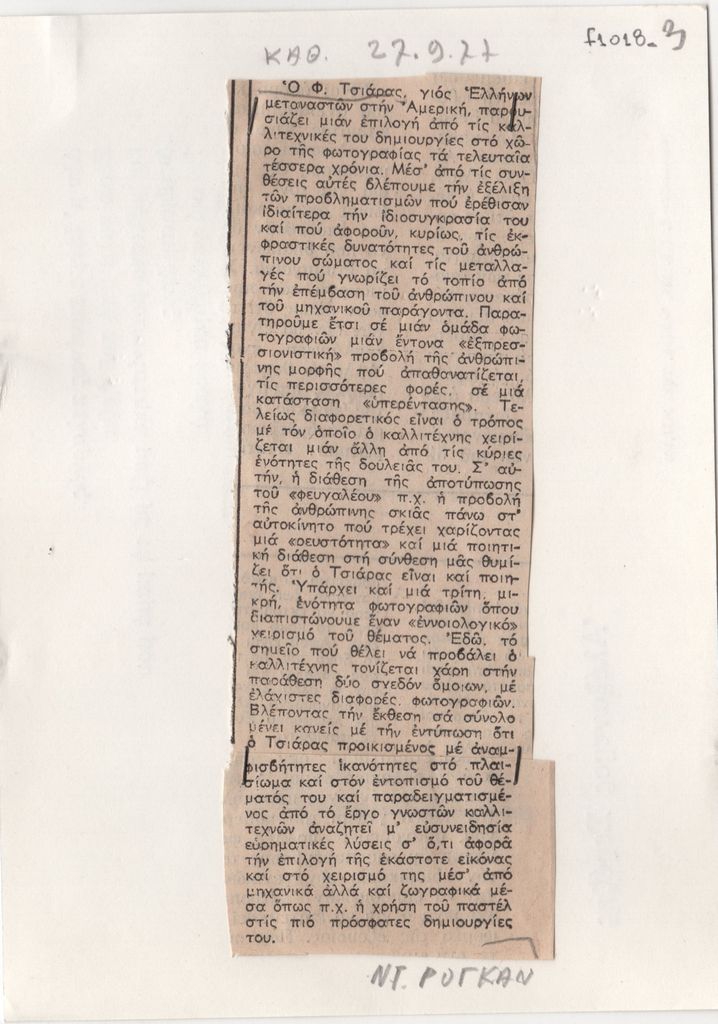 ΚΑΘ. 27.9.77
f1018-3
Ὁ Φ. Τσιάρας, γιός Ἑλλήνων
μεταναστῶν στήν Ἀμερική, παρου-
σιάζει μιάν ἐπιλογή ἀπό τίς καλ-
λιτεχνικές του δημιουργίες στό χῶ-
ρο τῆς φωτογραφίας τά τελευταῖα
τέσσερα χρόνια. Μέσ' ἀπό τίς συν-
θέσεις αὐτές βλέπουμε τήν ἐξέλιξη
τῶν προβληματισμῶν πού ἐρέθισαν
ἰδιαίτερα τήν ἰδιοσυγκρασία του
καί πού ἀφοροῦν, κυρίως, τίς ἐκ-
φραστικές δυνατότητες τοῦ ἀνθρώ-
πινου σώματος καί τίς μεταλλα-
γές πού γνωρίζει τό τοπίο ἀπό
τήν ἐπέμβαση τοῦ ἀνθρώπινου καί
τοῦ μηχανικοῦ παράγοντα. Παρα-
τηροῦμε ἔτσι σέ μιάν ὁμάδα φω-
τογραφιῶν μιάν ἔντονα «ἐξπρεσ-
σιονιστική» προβολή τῆς ἀνθρώπι-
νης μορφῆς πού ἀπαθανατίζεται,
τίς περισσότερες φορές, σέ μιά
κατάσταση «ὑπερέντασης». Τε-
λείως διαφορετικός εἶναι ὁ τρόπος
μέ τόν ὁποῖο ὁ καλλιτέχνης χειρί-
ζεται μιάν ἄλλη ἀπό τίς κύριες
ἑνότητες τῆς δουλειᾶς του. Σ' αὐ-
τήν, ἡ διάθεση τῆς ἀποτύπωσης
τοῦ «φευγαλέου» π.χ. ἡ προβολή
τῆς ἀνθρώπινης σκιᾶς πάνω στ'
αὐτοκίνητο πού τρέχει χαρίζοντας
μιά «ρευστότητα» καί μιά ποιητι-
κή διάθεση στή σύνθεση μᾶς θυμί-
ζει ὅτι ὁ Τσιάρας εἶναι καί ποιη-
τής. Ὑπάρχει καί μιά τρίτη, μι-
κρή, ἑνότητα φωτογραφιῶν ὅπου
διαπιστώνουμε ἕναν «ἐννοιολογικό»
χειρισμό τοῦ θέματος. Ἐδῶ, τό
σημεῖο πού θέλει νά προβάλει ὁ
καλλιτέχνης τονίζεται χάρη στήν
παράθεση δύο σχεδόν ὅμοιων, μέ
ἐλάχιστες διαφορές, φωτογραφιῶν.
Βλέποντας τήν ἔκθεση σά σύνολο
μένει κανείς μέ τήν ἐντύπωση ὅτι
ὁ Τσιάρας προικισμένος μέ ἀναμ-
φισβήτητες ἱκανότητες στό πλαι-
σίωμα καί στόν ἐντοπισμό τοῦ θέ-
ματός του καί παραδειγματισμέ-
νος ἀπό τό ἔργο γνωστῶν καλλι-
τεχνῶν ἀναζητεῖ μ' εὐσυνειδησία
εὑρηματικές λύσεις σ' ὅ,τι ἀφορᾶ
τήν ἐπιλογή τῆς ἑκάστοτε εἰκόνας
καί στό χειρισμό της μέσ' ἀπό
μηχανικά ἀλλά καί ζωγραφικά μέ-
σα ὅπως π.χ. ἡ χρήση τοῦ παστέλ
στίς πιό πρόσφατες δημιουργίες
του.
ΝΤ. ΡΟΓΚΑΝ